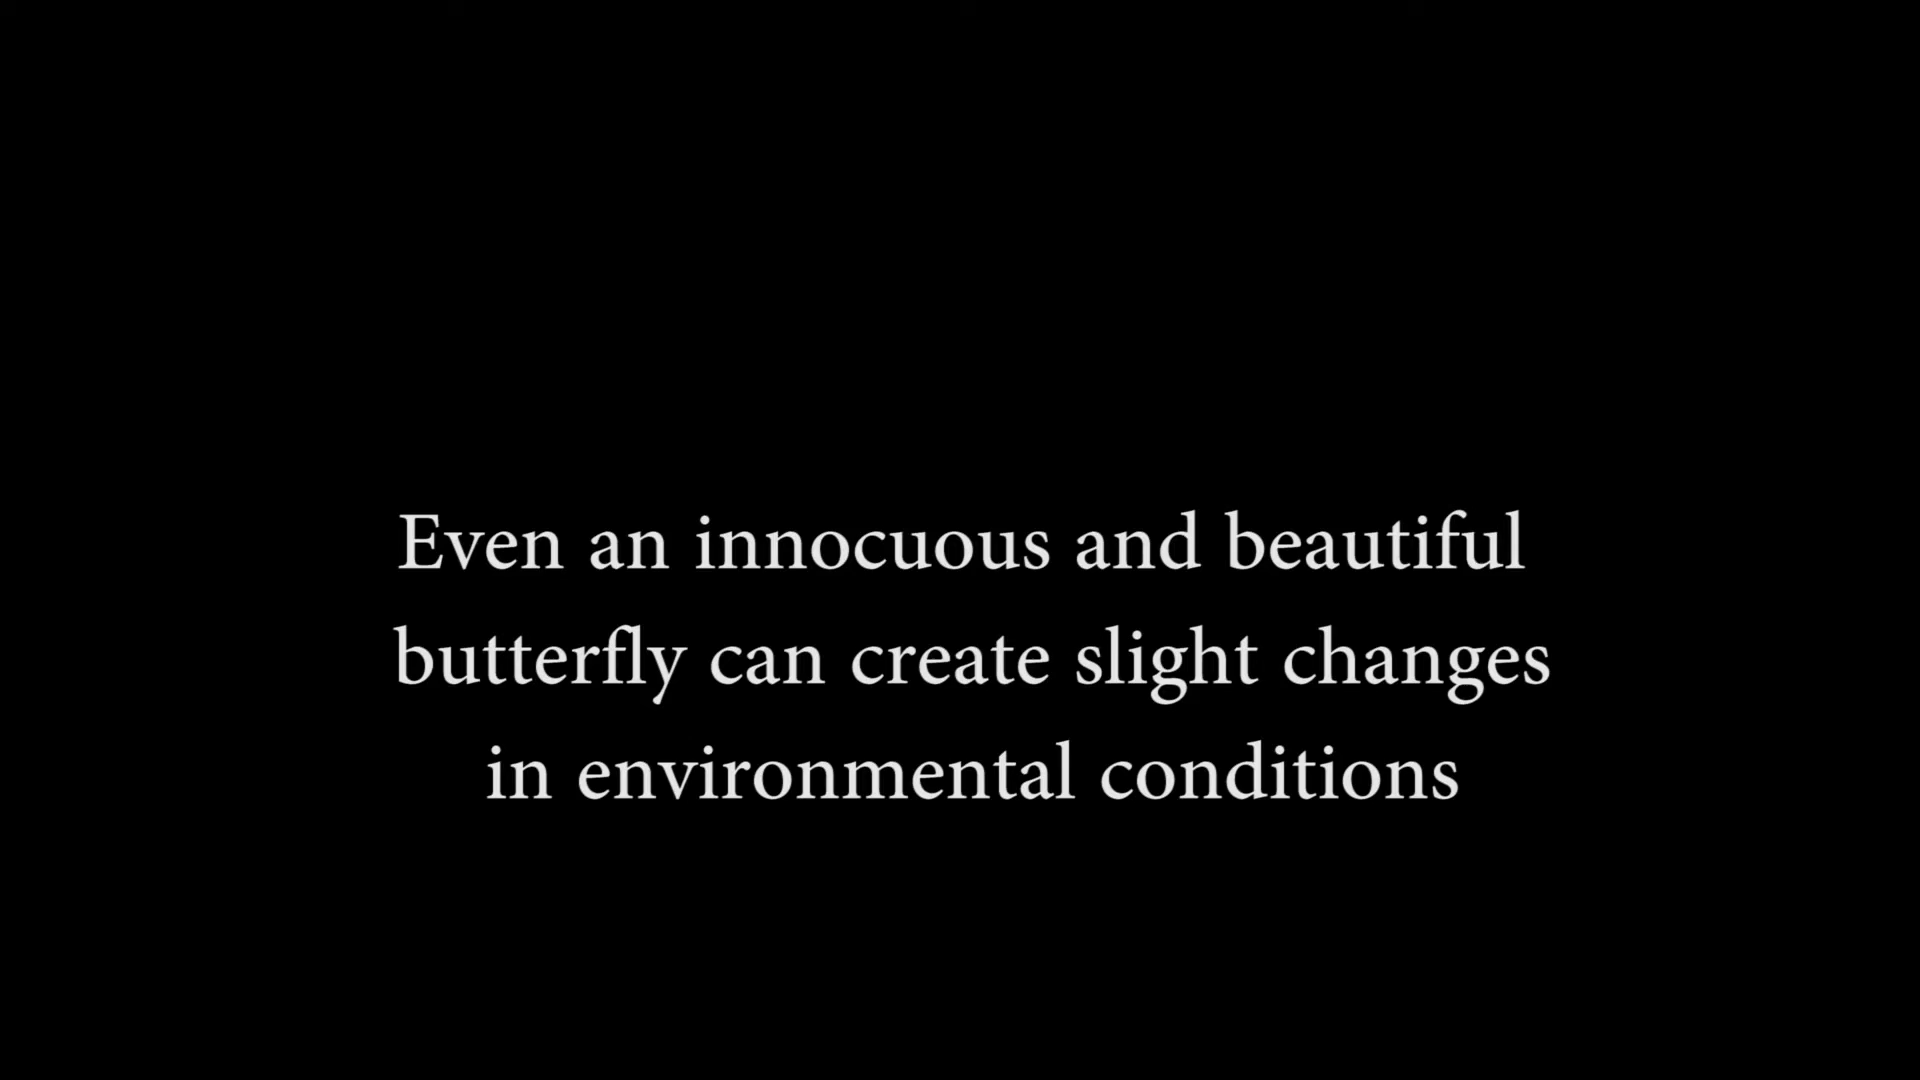 Even an innocuous and beautiful
butterfly can create slight changes
in environmental conditions